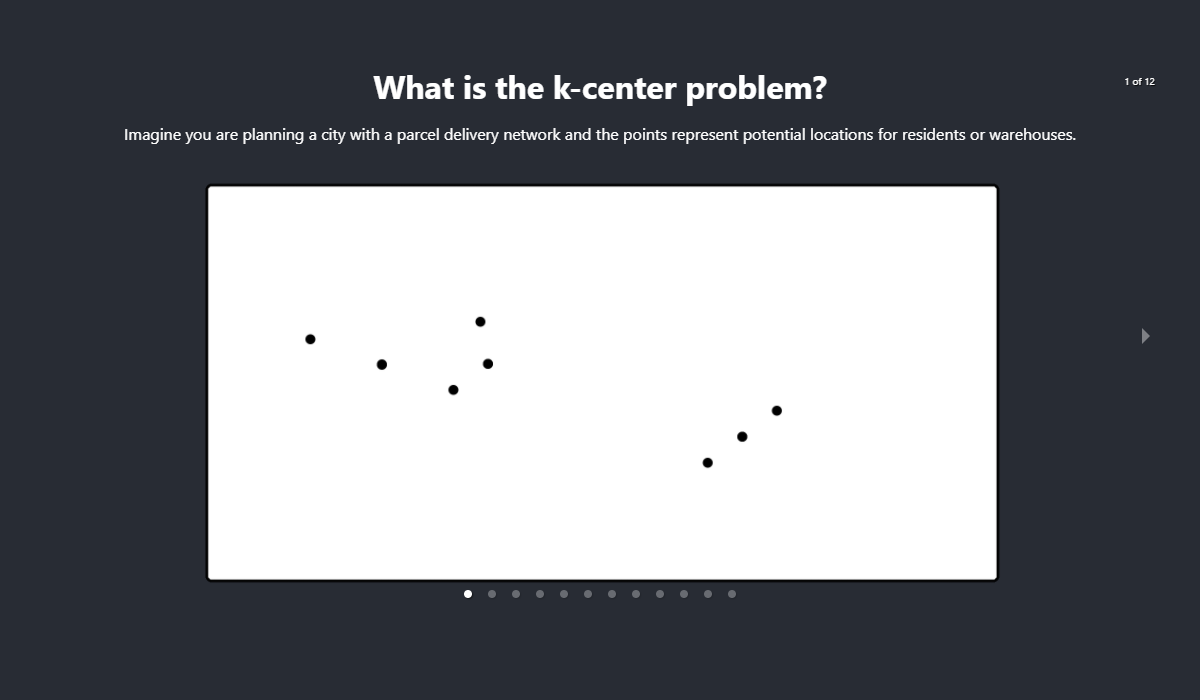 What is the k-center problem?
1 of 12
Imagine you are planning a city with a parcel delivery network and the points represent potential locations for residents or warehouses.